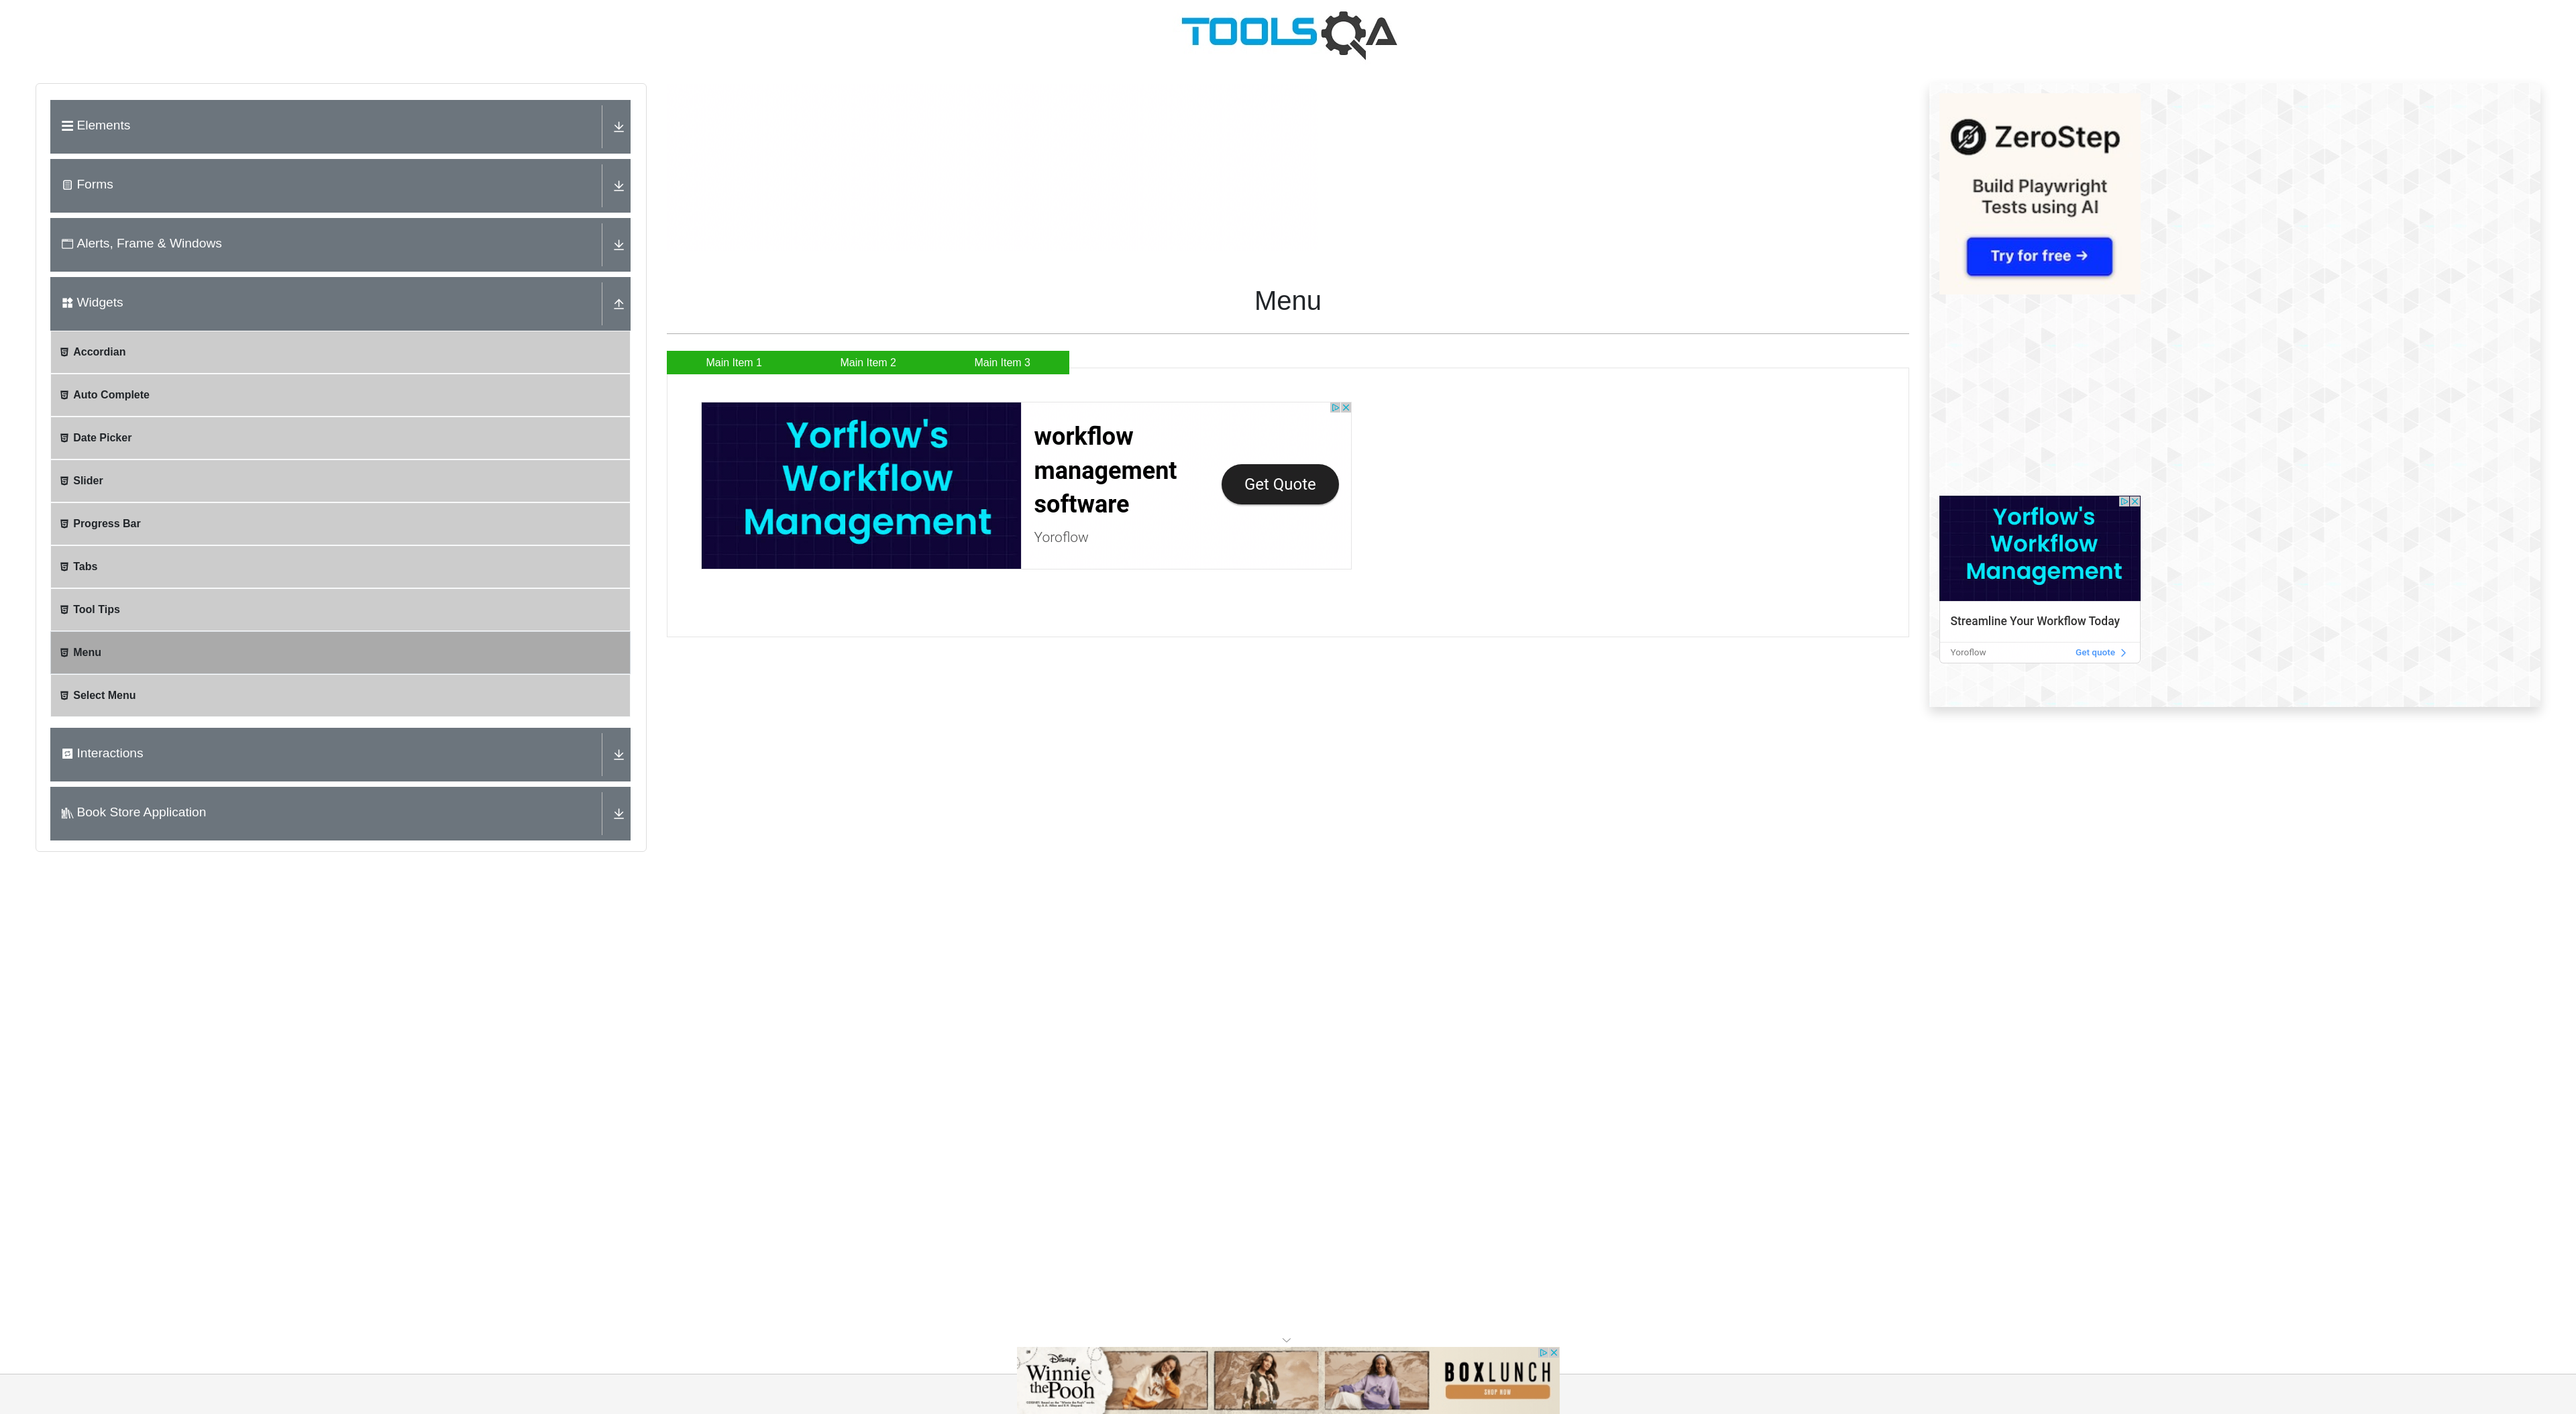 TOOLSQA
Elements
Forms
Alerts, Frame & Windows
Widgets
Accordian
Auto Complete
Date Picker
Slider
Progress Bar
Tabs
Tool Tips
Menu
Select Menu
Interactions
Book Store Application
Menu
Main Item 1
Main Item 2
Main Item 3
Yorflow's
Workflow
Management
workflow
management
software
Yoroflow
Get Quote
ZeroStep
Build Playwright
Tests using AI
Try for free →
Yorflow's
Workflow
Management
Streamline Your Workflow Today
Yoroflow
Get quote
Disney
Winnie
the Pooh
BOXLUNCH
SHOP NOW